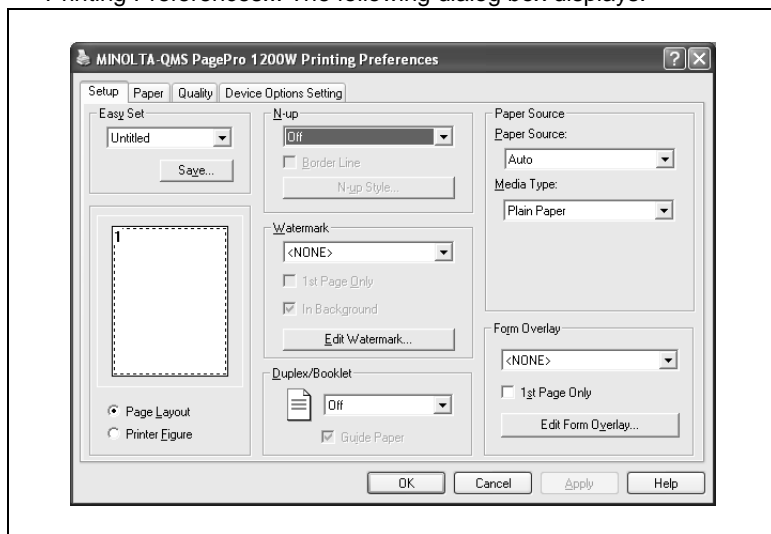 Printing Preferences... The following dialog box displays:
MINOLTA-QMS PagePro 1200W Printing Preferences
Setup Paper Quality Device Options Setting
Easy Set
Untitled
Save...
1
Page Layout
Printer Figure
N-up
Off
Border Line
N-up Style...
Watermark
<NONE>
1st Page Only
In Background
Edit Watermark...
Duplex/Booklet
Off
Guide Paper
Paper Source
Paper Source:
Auto
Media Type:
Plain Paper
Form Overlay
<NONE>
1st Page Only
Edit Form Overlay...
OK Cancel Apply Help